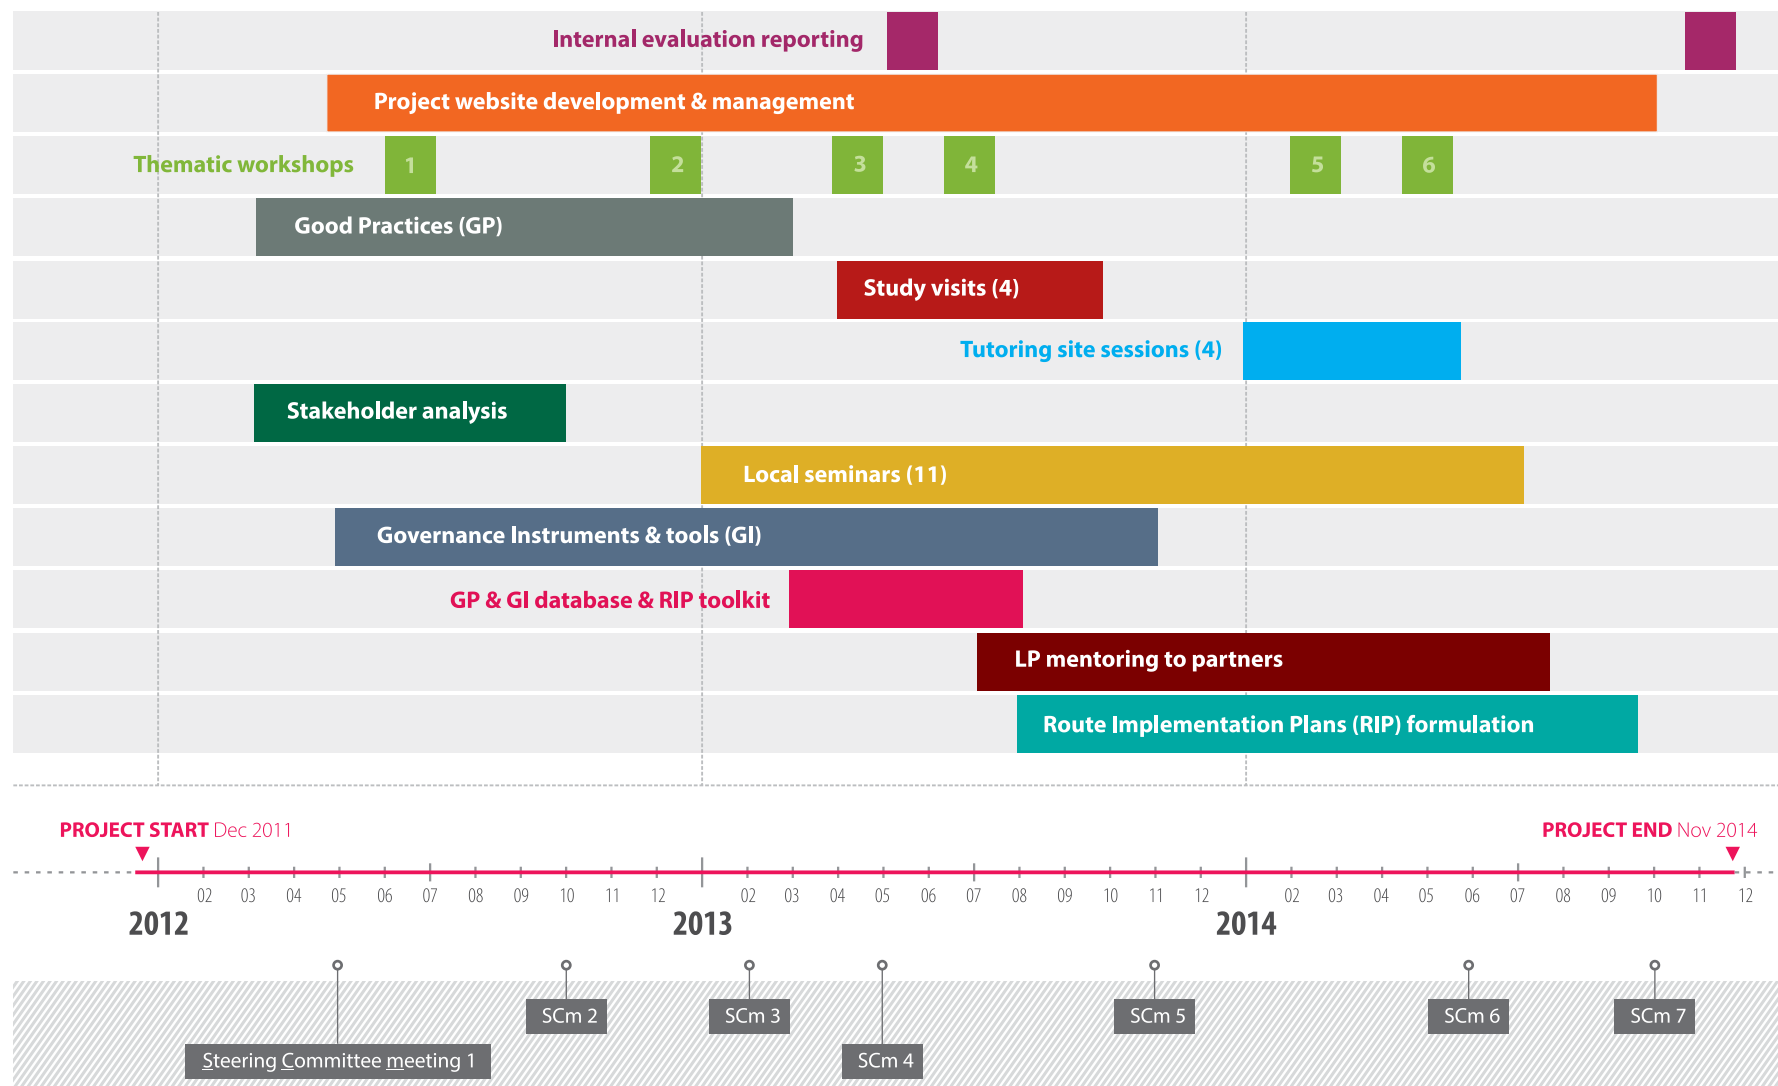 Internal evaluation reporting
Project website development & management
Thematic workshops 1 2 3 4 5 6
Good Practices (GP)
Study visits (4)
Tutoring site sessions (4)
Stakeholder analysis
Local seminars (11)
Governance Instruments & tools (GI)
GP & GI database & RIP toolkit
LP mentoring to partners
Route Implementation Plans (RIP) formulation
PROJECT START Dec 2011
PROJECT END Nov 2014
02 03 04 05 06 07 08 09 10 11 12 02 03 04 05 06 07 08 09 10 11 12 02 03 04 05 06 07 08 09 10 11 12
2012 2013 2014
SCm 2 SCm 3 SCm 5 SCm 6 SCm 7
Steering Committee meeting 1 SCm 4